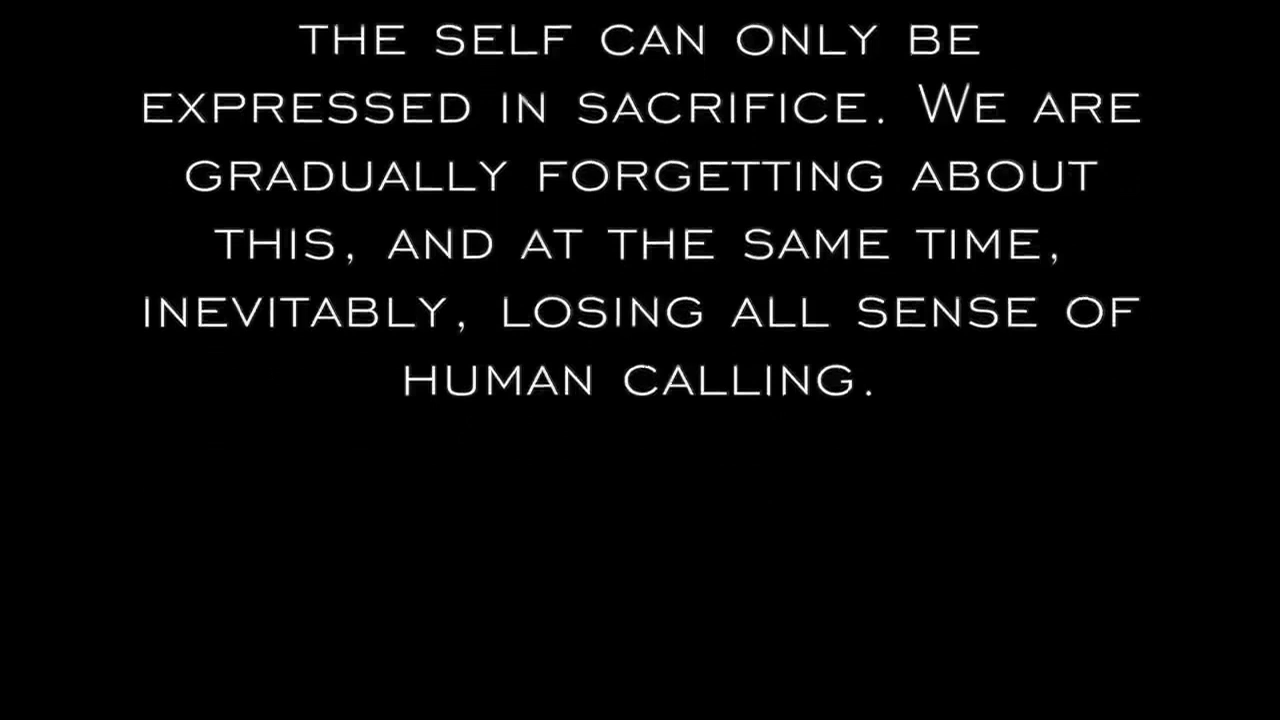 THE SELF CAN ONLY BE
EXPRESSED IN SACRIFICE. WE ARE
GRADUALLY FORGETTING ABOUT
THIS, AND AT THE SAME TIME,
INEVITABLY, LOSING ALL SENSE OF
HUMAN CALLING.